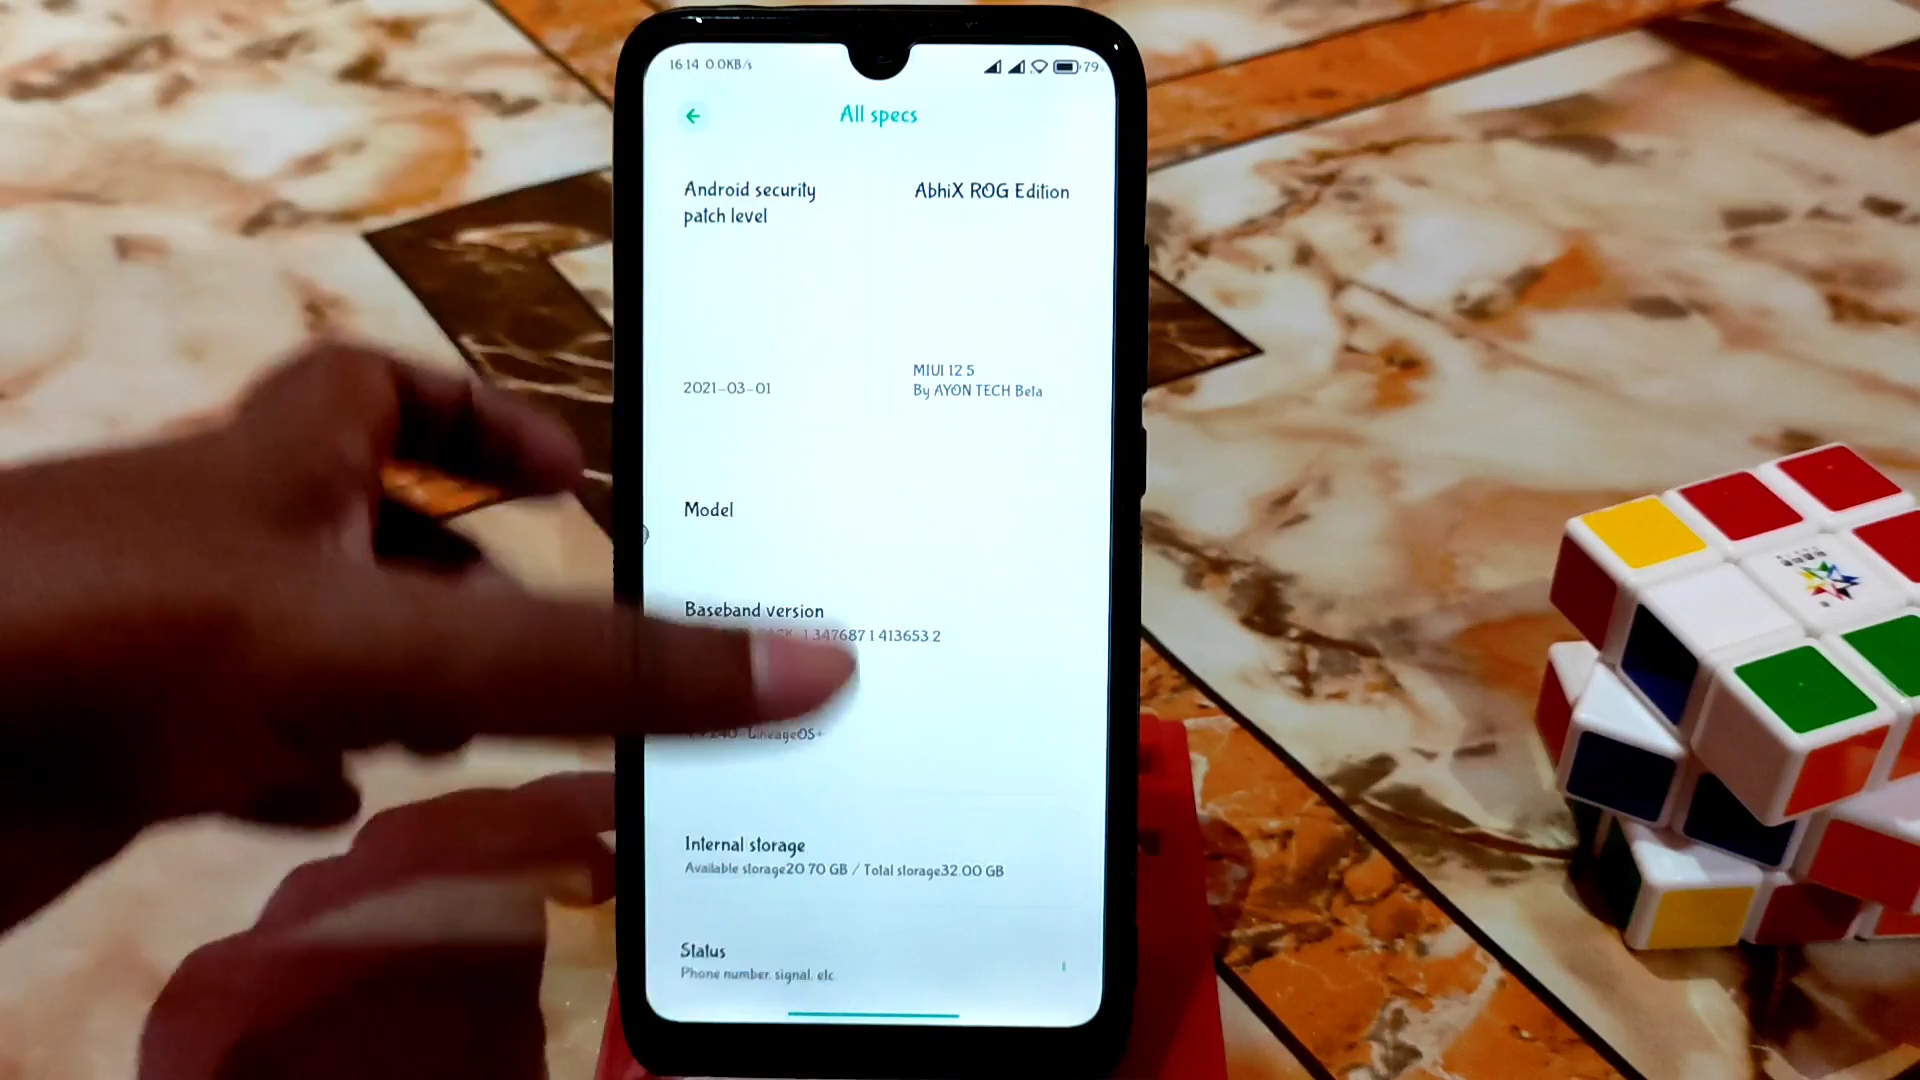 16:14 0.0KB/s
79
All specs
Android security
patch level
AbhiX ROG Edition
2021-03-01
MIUI 12 5
By AYON TECH Beta
Model
Baseband version
1 347687 1 413653 2
LineageOS+
Internal storage
Available storage20 70 GB / Total storage32.00 GB
Status
Phone number, signal, etc